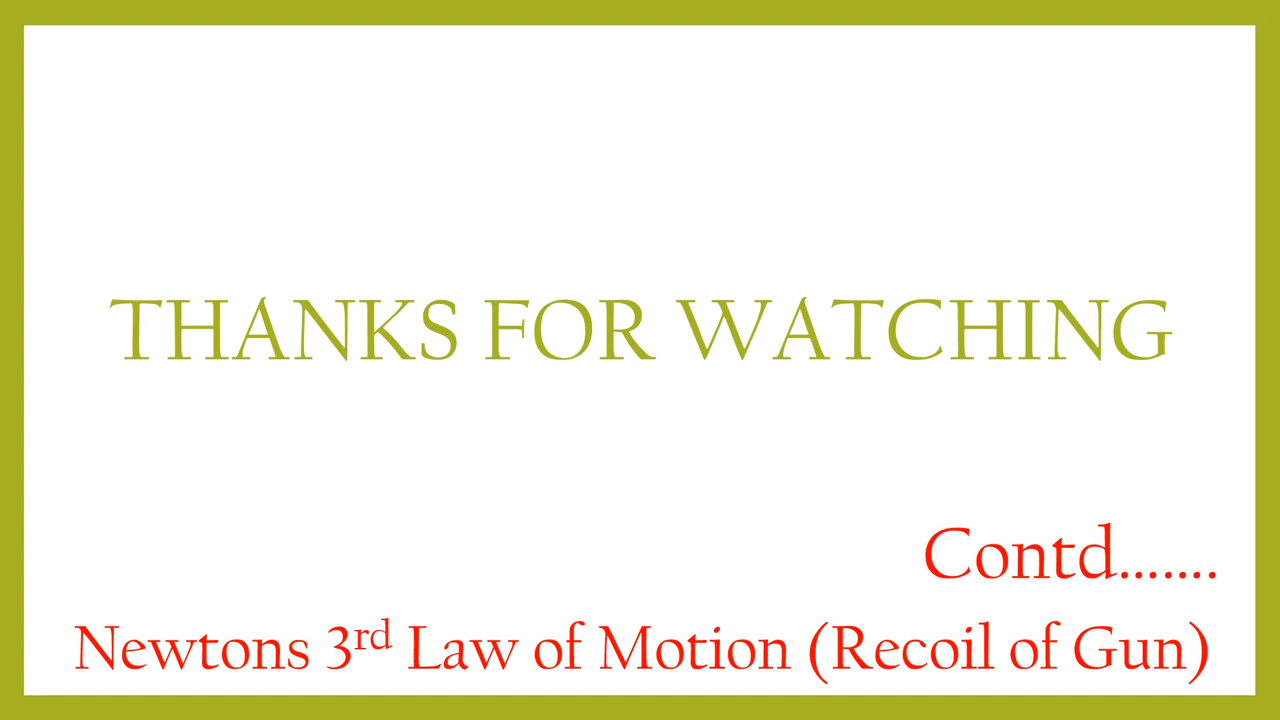 THANKS FOR WATCHING
Contd.......
Newtons 3rd Law of Motion (Recoil of Gun)